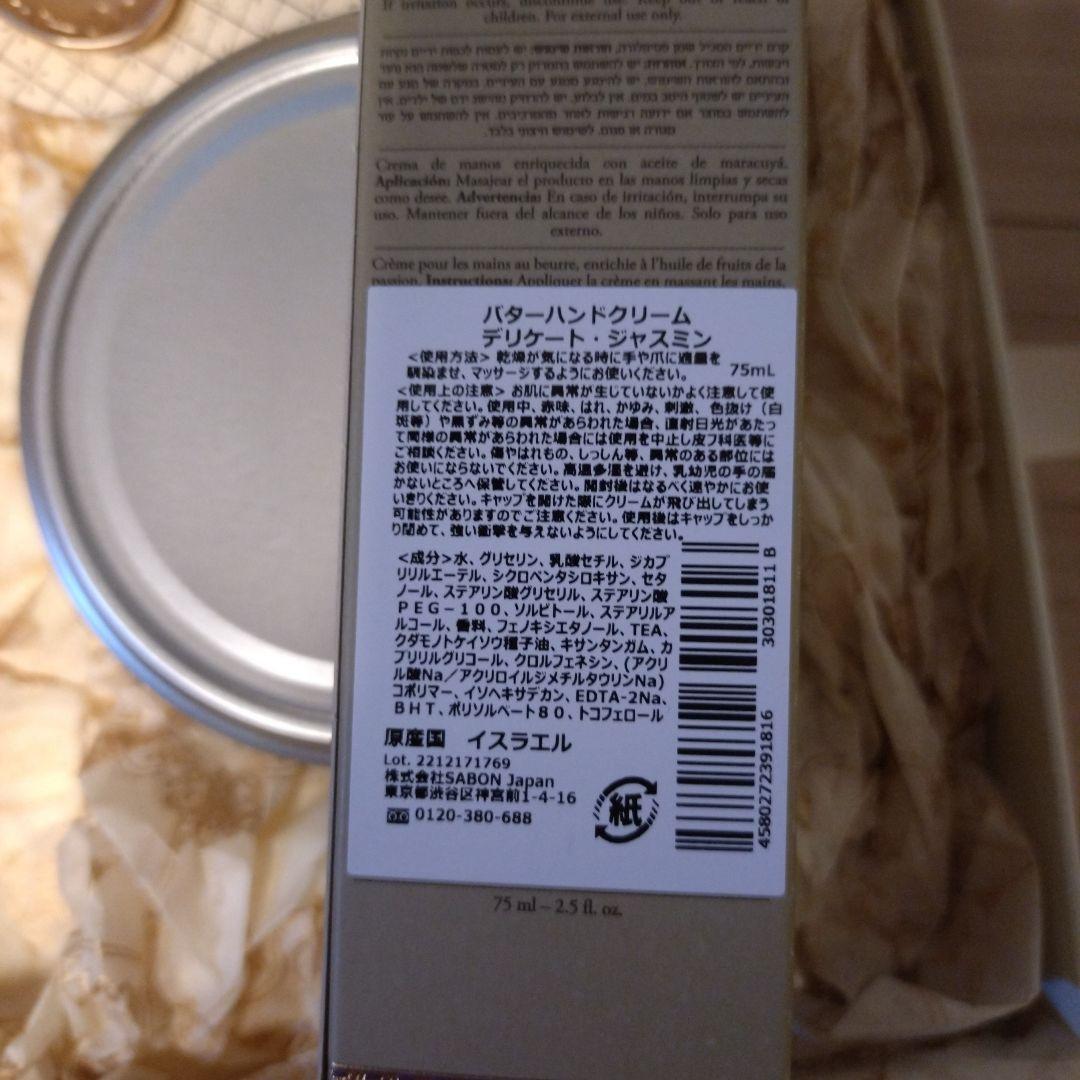 If irritation occurs, discontinue use. Keep out of reach of
children. For external use only.
Crema de manos enriquecida con aceite de maracuyá.
Aplicación: Masajear el producto en las manos limpias y secas
como desee. Advertencia: En caso de irritación, interrumpa su
uso. Mantener fuera del alcance de los niños. Solo para uso
externo.
Crème pour les mains au beurre, enrichie à l'huile de fruits de la
passion. Instructions: Appliquer la crème en massant les mains,
バターハンドクリーム
デリケート・ジャスミン
<使用方法> 乾燥が気になる時に手や爪に適量を
馴染ませ、マッサージするようにお使いください。 75mL
<使用上の注意> お肌に異常が生じていないかよく注意して使
用してください。使用中、赤味、はれ、かゆみ、刺激、色抜け(白
斑等)や黒ずみ等の異常があらわれた場合、直射日光があたっ
て同様の異常があらわれた場合には使用を中止し皮フ科医等に
ご相談ください。傷やはれもの、しっしん等、異常のある部位には
お使いにならないでください。高温多湿を避け、乳幼児の手の届
かないところへ保管してください。開封後はなるべく速やかにお使
いきりください。キャップを開けた際にクリームが飛び出してしまう
可能性がありますのでご注意ください。使用後はキャップをしっか
り閉めて、強い衝撃を与えないようにしてください。
<成分>水、グリセリン、乳酸セチル、ジカプ
リリルエーテル、シクロペンタシロキサン、セタ
ノール、ステアリン酸グリセリル、ステアリン酸
PEG-100、ソルビトール、ステアリルア
ルコール、香料、フェノキシエタノール、TEA、
クダモノトケイソウ種子油、キサンタンガム、カ
プリリルグリコール、クロルフェネシン、(アクリ
ル酸Na/アクリロイルジメチルタウリンNa)
コポリマー、イソヘキサデカン、EDTA-2Na、
BHT、ポリソルベート80、トコフェロール
原産国 イスラエル
Lot. 2212171769
株式会社SABON Japan
東京都渋谷区神宮前1-4-16
0120-380-688
紙
30301811 B
4580272391816
75 ml – 2.5 fl. oz.